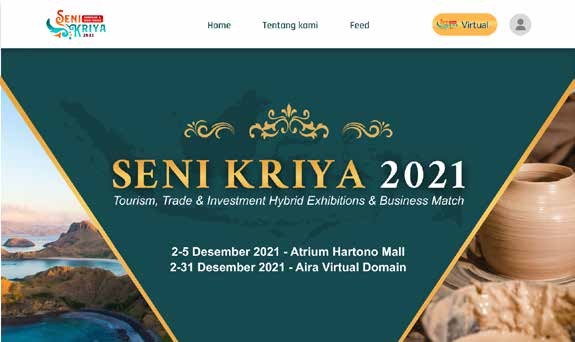 SENI
KRIYA
2021
Home
Tentang kami
Feed
Virtual
SENI KRIYA 2021
Tourism, Trade & Investment Hybrid Exhibitions & Business Match
2-5 Desember 2021 - Atrium Hartono Mall
2-31 Desember 2021 - Aira Virtual Domain